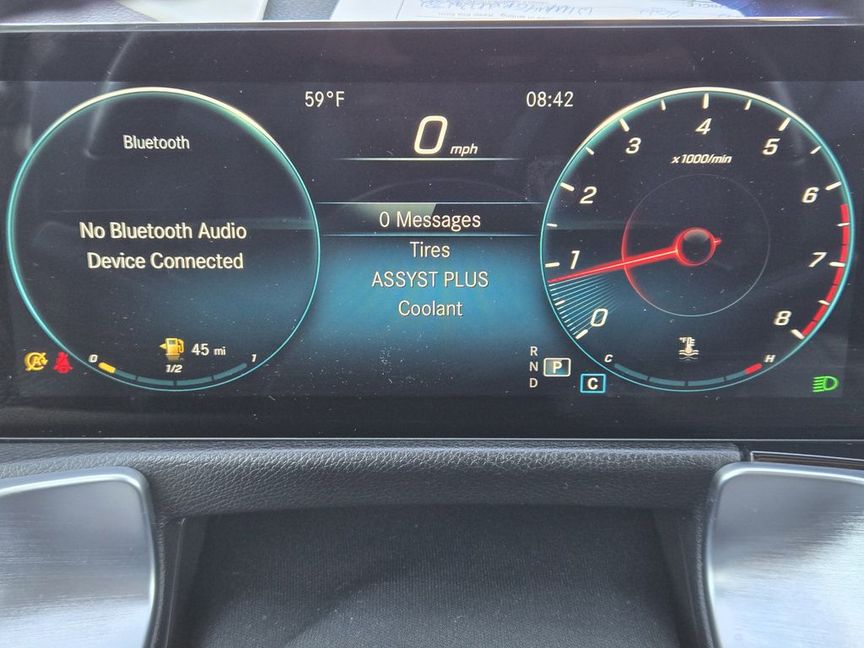 59°F
08:42
Bluetooth
0 mph
No Bluetooth Audio
Device Connected
0 Messages
Tires
ASSYST PLUS
Coolant
0
1
2
3
4
5
6
7
8
x1000/min
45 mi
0
1/2
1
R
N
D
P
C
C
H
A